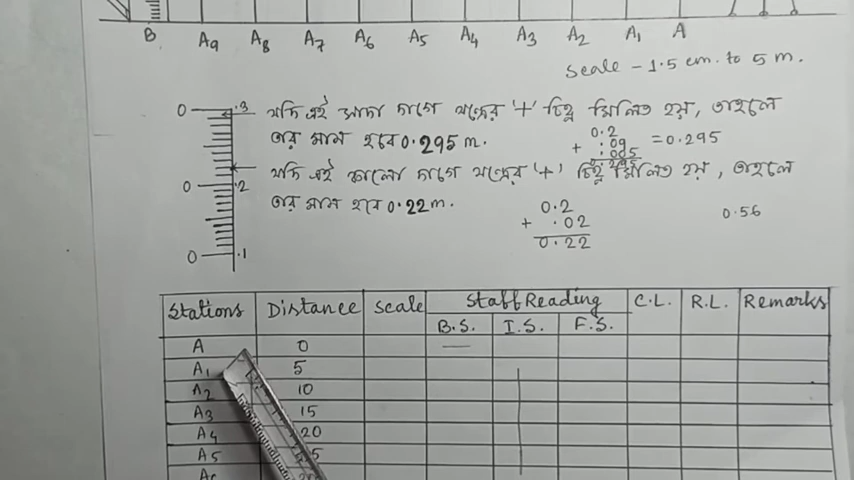 B A9 A8 A7 A6 A5 A4 A3 A2 A1 A
Scale - 1.5 cm. to 5 m.
0 .3 যদি এই সাদা দাগে যন্ত্রের '+' চিহ্ন মিলিত হয়, তাহলে
তার মান হবে 0.295 m.
0.2
+ .09
.005
0.295
= 0.295
যদি এই কালো দাগে যন্ত্রের '+' চিহ্ন মিলিত হয়, তাহলে
0 .2
তার মান হবে 0.22 m.
0.2
+ .02
0.22
0.56
0 .1
Stations Distance Scale Staff Reading C.L. R.L. Remarks
B.S. I.S. F.S.
A 0
A1 5
A2 10
A3 15
A4 20
A5